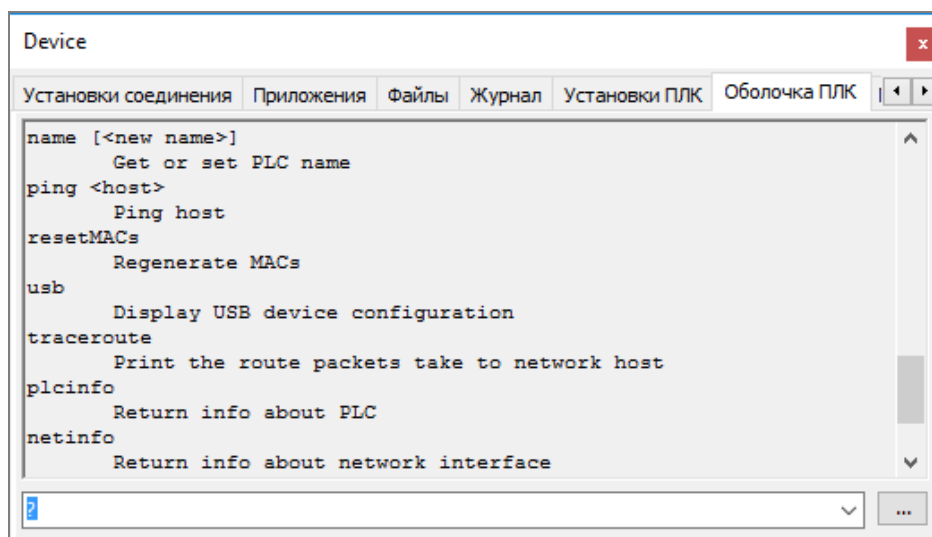 Device
x
Установки соединения Приложения Файлы Журнал Установки ПЛК Оболочка ПЛК
name [<new name>]
Get or set PLC name
ping <host>
Ping host
resetMACs
Regenerate MACs
usb
Display USB device configuration
traceroute
Print the route packets take to network host
plcinfo
Return info about PLC
netinfo
Return info about network interface
?
...